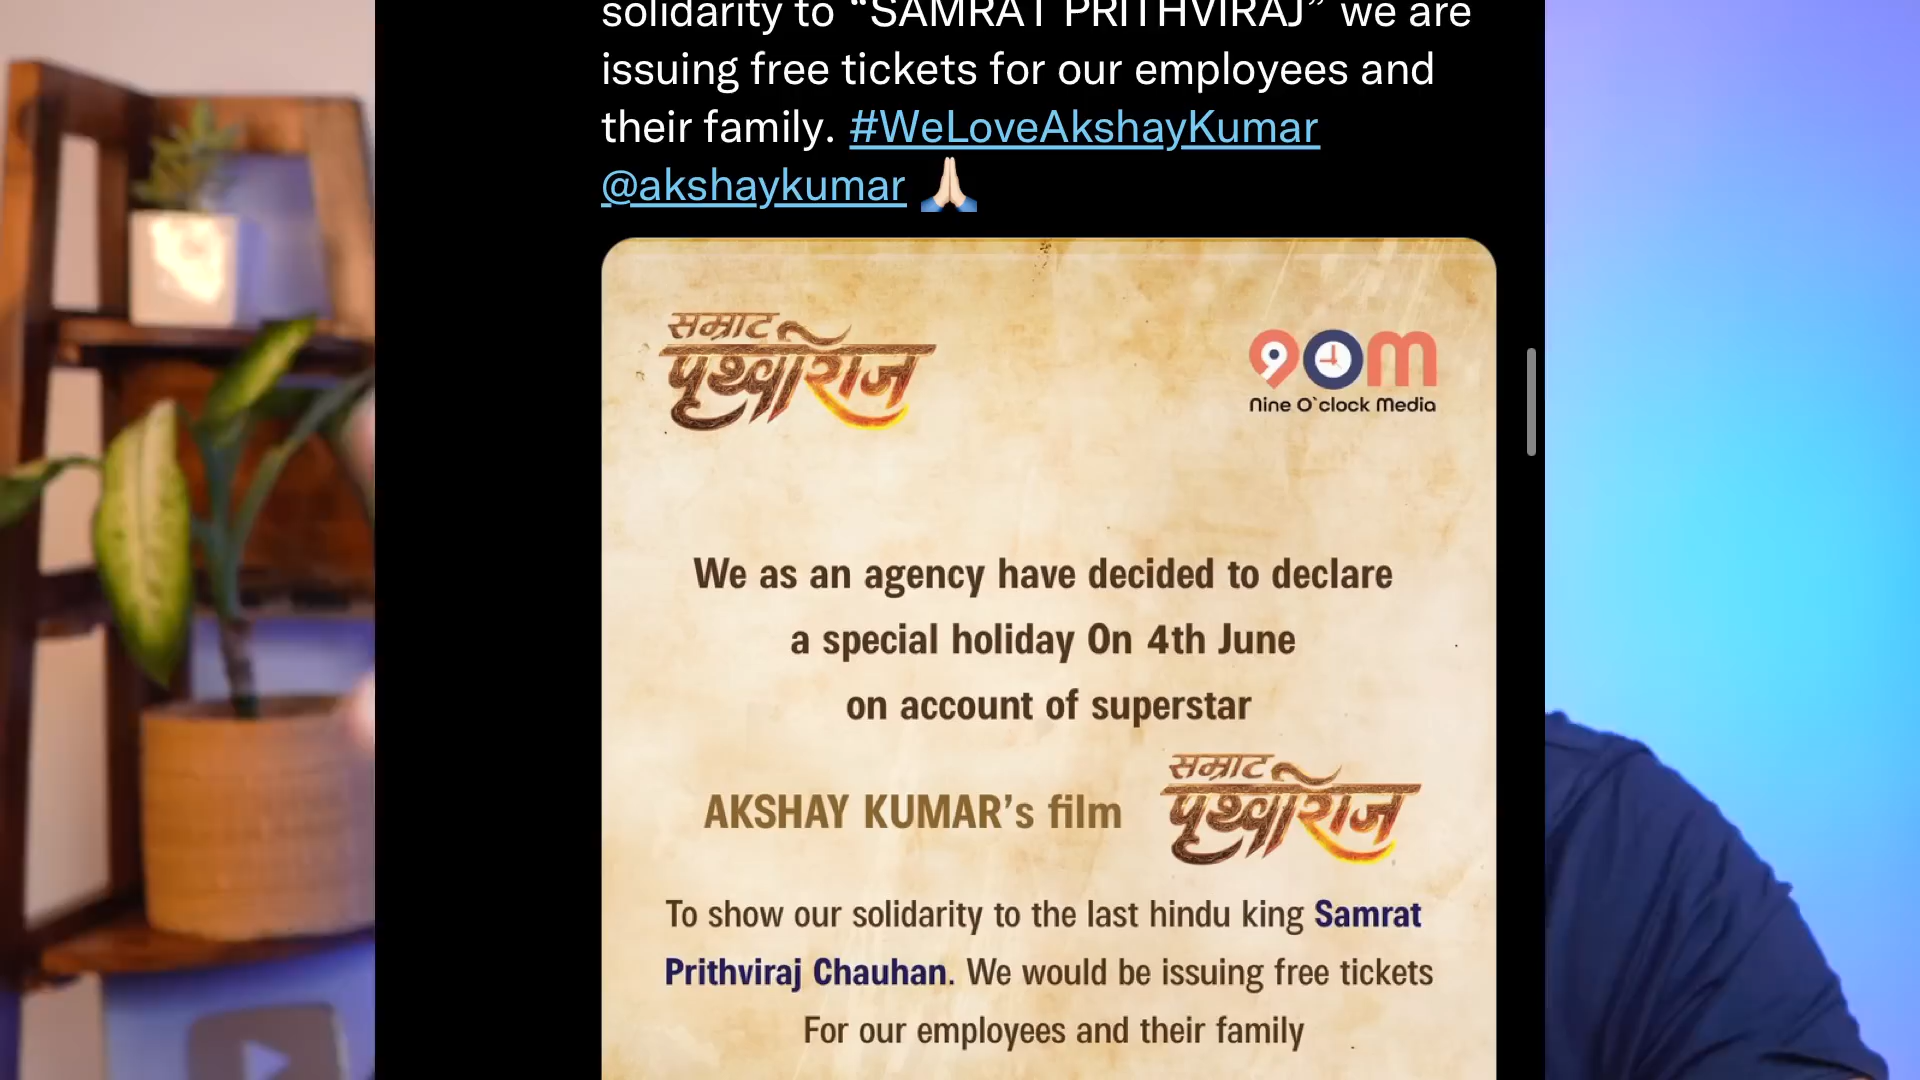 solidarity to “SAMRAT PRITHVIRAJ” we are
issuing free tickets for our employees and
their family. #WeLoveAkshayKumar
@akshaykumar 🙏🏻
सम्राट
पृथ्वीराज
9OM
Nine O`clock Media
We as an agency have decided to declare
a special holiday On 4th June
on account of superstar
AKSHAY KUMAR’s film
सम्राट
पृथ्वीराज
To show our solidarity to the last hindu king Samrat
Prithviraj Chauhan. We would be issuing free tickets
For our employees and their family